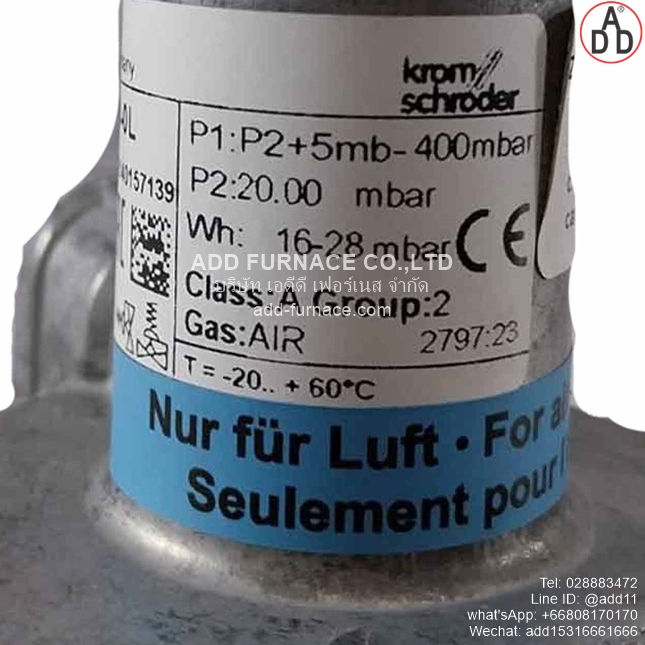 ADD
krom
schroder
P1:P2+5mb-400mbar
40157139
P2:20.00 mbar
Wh: 16-28 mbar CE
ADD FURNACE CO.,LTD
บริษัท เอดีดี เฟอร์เนส จำกัด
Class:A Group:2
add-furnace.com
Gas:AIR 2797:23
T = -20.. + 60°C
Nur für Luft • For
Seulement pour
Tel: 028883472
Line ID: @add11
what'sApp: +66808170170
Wechat: add15316661666